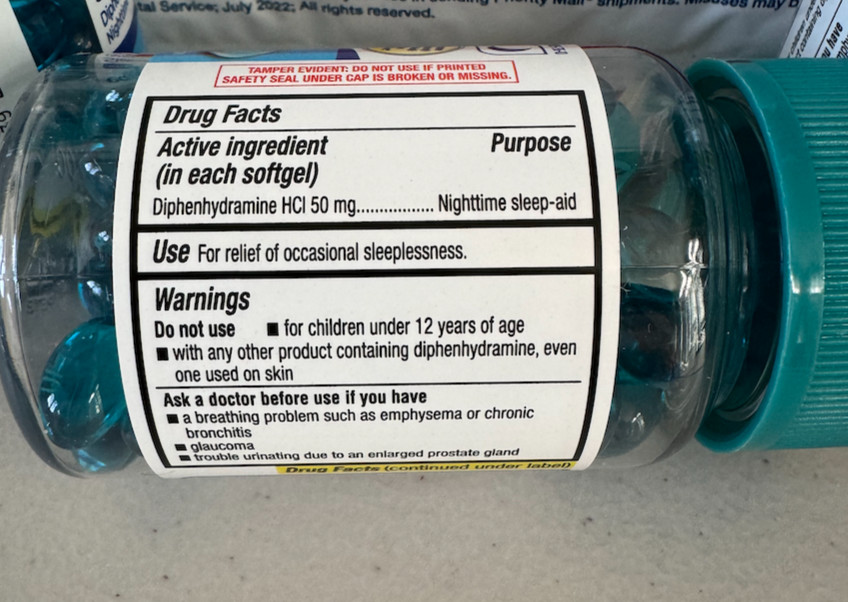 tal Service; July 2022; All rights reserved.
TAMPER EVIDENT: DO NOT USE IF PRINTED
SAFETY SEAL UNDER CAP IS BROKEN OR MISSING.
Drug Facts
Active ingredient Purpose
(in each softgel)
Diphenhydramine HCl 50 mg................ Nighttime sleep-aid
Use For relief of occasional sleeplessness.
Warnings
Do not use ■ for children under 12 years of age
■ with any other product containing diphenhydramine, even
one used on skin
Ask a doctor before use if you have
■ a breathing problem such as emphysema or chronic
bronchitis
■ glaucoma
■ trouble urinating due to an enlarged prostate gland
Drug Facts (continued under label)